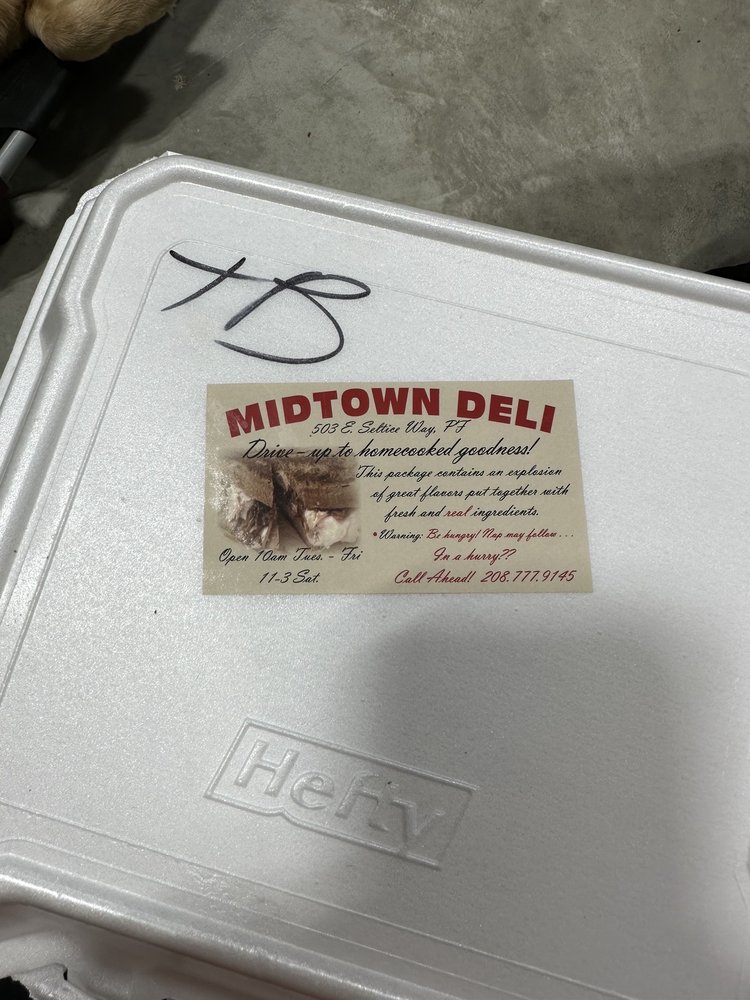 +B
MIDTOWN DELI
503 E. Seltice Way, PF
Drive-up to homecooked goodness!
This package contains an explosion
of great flavors put together with
fresh and real ingredients.
• Warning: Be hungry! Nap may follow...
In a hurry??
Call Ahead! 208.777.9145
Open 10am Tues. - Fri
11-3 Sat.
Hefty